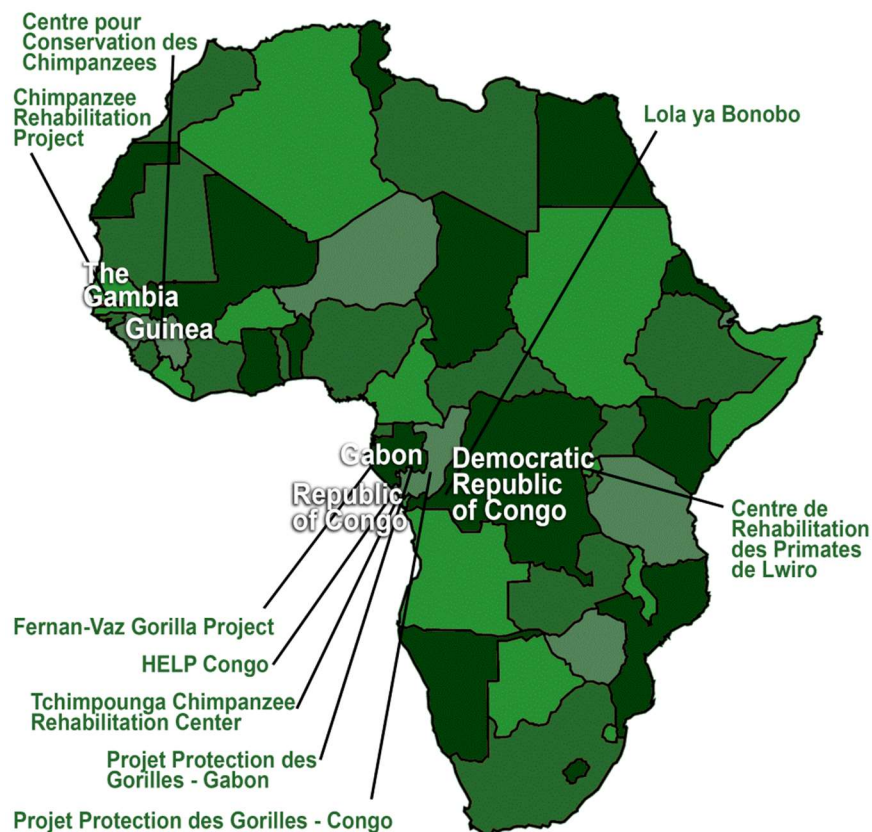 Centre pour
Conservation des
Chimpanzees
Chimpanzee
Rehabilitation
Project
Lola ya Bonobo
The
Gambia
Guinea
Gabon
Democratic
Republic
of Congo
Republic
of Congo
Centre de
Rehabilitation
des Primates
de Lwiro
Fernan-Vaz Gorilla Project
HELP Congo
Tchimpounga Chimpanzee
Rehabilitation Center
Projet Protection des
Gorilles - Gabon
Projet Protection des Gorilles - Congo